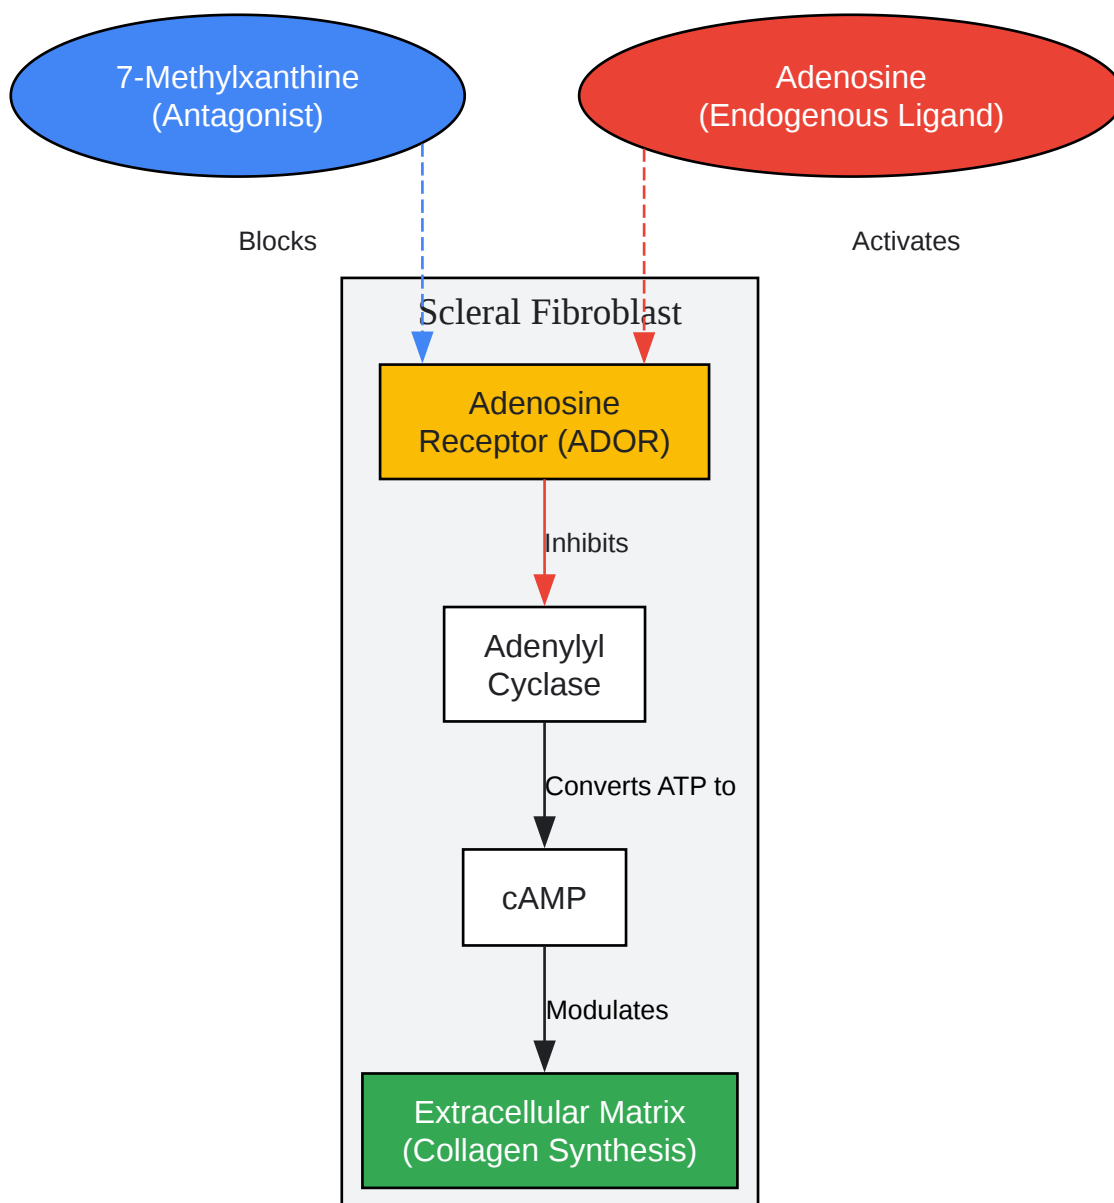 7-Methylxanthine
(Antagonist)
Adenosine
(Endogenous Ligand)
Blocks
Activates
Scleral Fibroblast
Adenosine
Receptor (ADOR)
Inhibits
Adenylyl
Cyclase
Converts ATP to
cAMP
Modulates
Extracellular Matrix
(Collagen Synthesis)